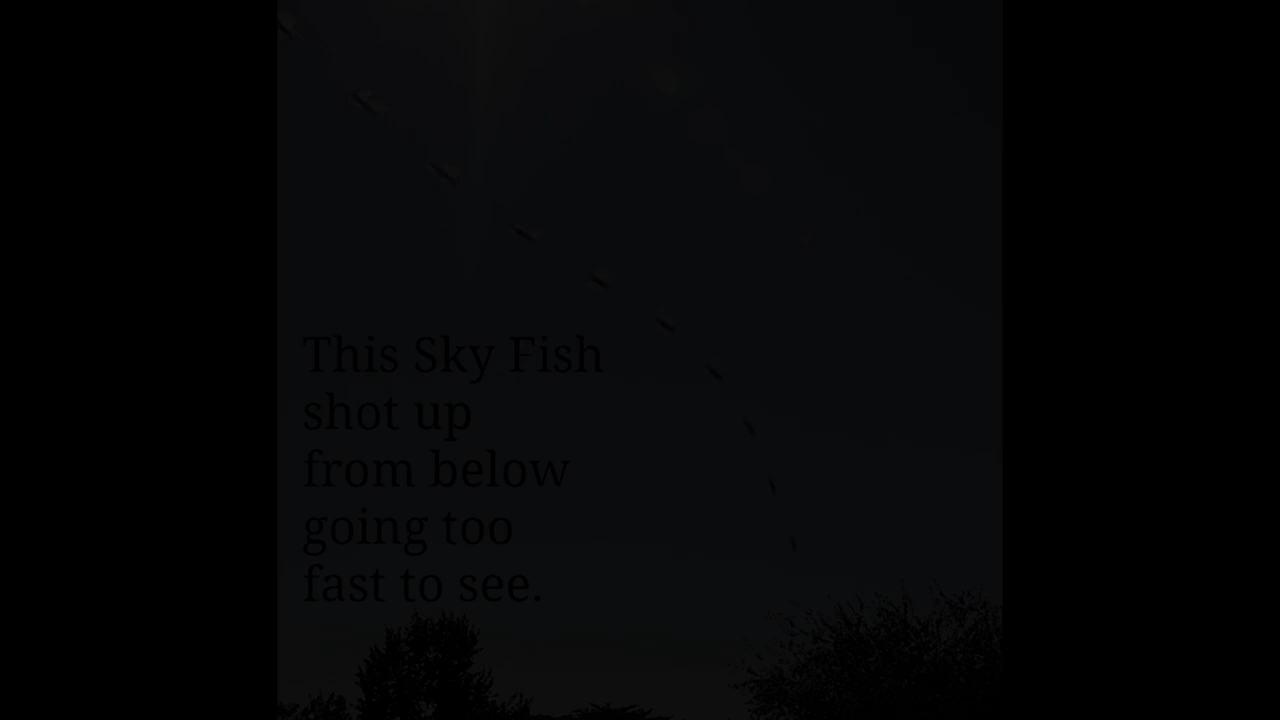 This Sky Fish
shot up
from below
going too
fast to see.